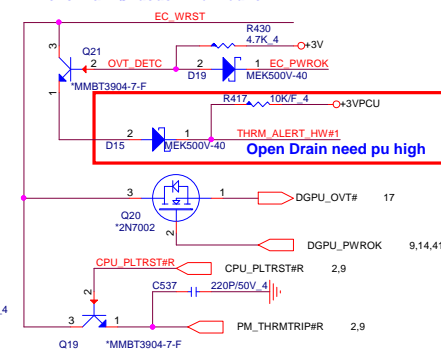 EC_WRST
R430
4.7K_4
+3V
3
Q21
2 OVT_DETC
2 1 EC_PWROK
D19 MEK500V-40
*MMBT3904-7-F
1
R417 10K/F_4 +3VPCU
2 1 THRM_ALERT_HW#1
D15 MEK500V-40
Open Drain need pu high
3 1 DGPU_OVT# 17
Q20
*2N7002
2
DGPU_PWROK 9,14,41
CPU_PLTRST#R CPU_PLTRST#R 2,9
2
C537 220P/50V_4
_4
3 1 PM_THRMTRIP#R 2,9
Q19 *MMBT3904-7-F